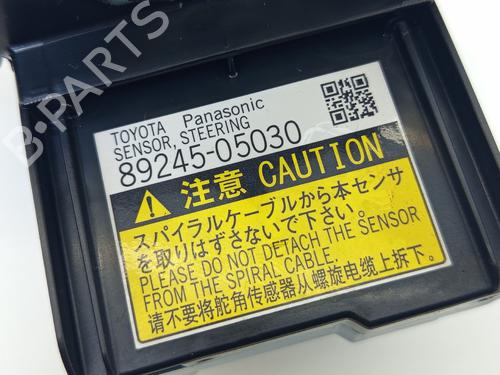 B-PARTS
TOYOTA Panasonic
SENSOR, STEERING
89245-05030
注意 CAUTION
スパイラルケーブルから本センサ
を取りはずさないで下さい。
PLEASE DO NOT DETACH THE SENSOR
FROM THE SPIRAL CABLE.
请不要将舵角传感器从螺旋电缆上拆下.